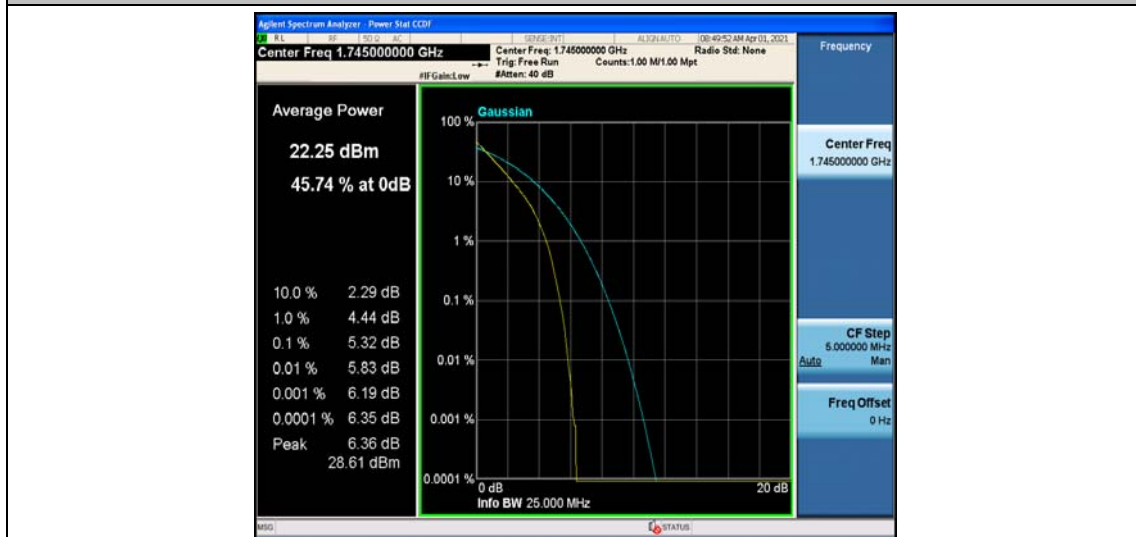 Agilent Spectrum Analyzer - Power Stat CCDF
RL RF 50 Ω AC SENSE:INT ALIGN AUTO 08:49:52 AM Apr 01, 2021
Center Freq 1.745000000 GHz
Center Freq: 1.745000000 GHz Radio Std: None
Trig: Free Run Counts:1.00 M/1.00 Mpt
#IFGain:Low #Atten: 40 dB
Frequency
Average Power
22.25 dBm
45.74 % at 0dB
10.0 % 2.29 dB
1.0 % 4.44 dB
0.1 % 5.32 dB
0.01 % 5.83 dB
0.001 % 6.19 dB
0.0001 % 6.35 dB
Peak 6.36 dB
28.61 dBm
Gaussian
100 %
10 %
1 %
0.1 %
0.01 %
0.001 %
0.0001 %
0 dB 20 dB
Info BW 25.000 MHz
Center Freq
1.745000000 GHz
CF Step
5.000000 MHz
Auto Man
Freq Offset
0 Hz
MSG STATUS